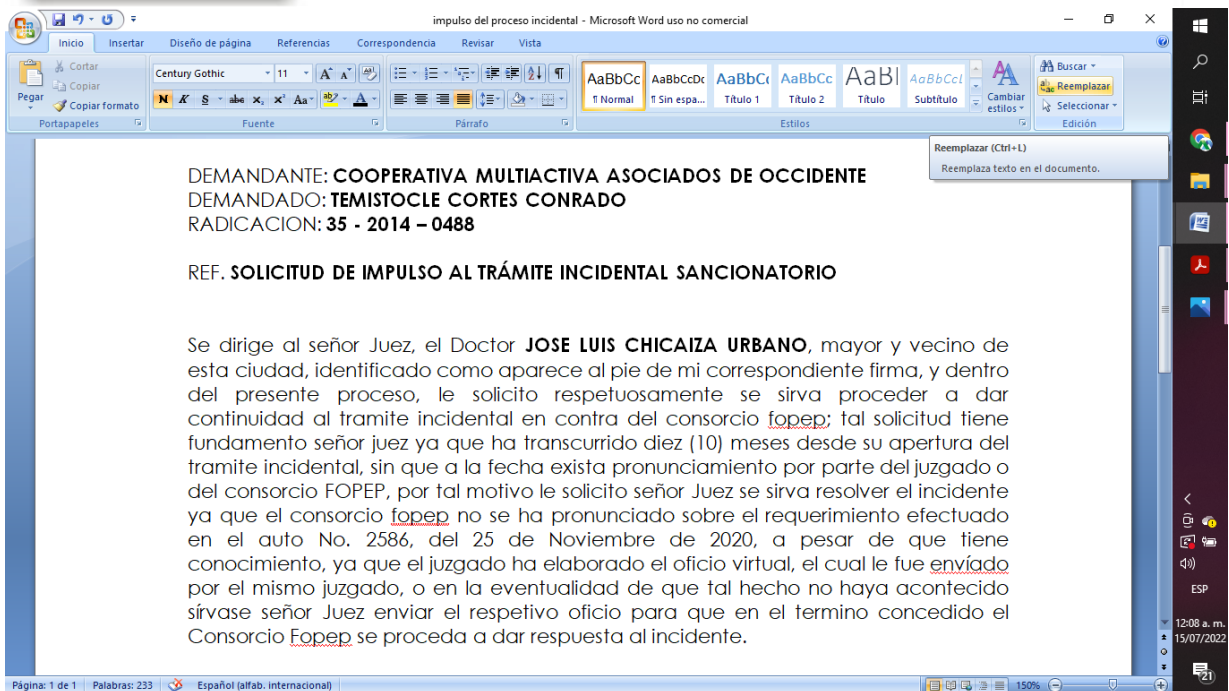 impulso del proceso incidental - Microsoft Word uso no comercial
Inicio Insertar Diseño de página Referencias Correspondencia Revisar Vista
Pegar
Cortar
Copiar
Copiar formato
Portapapeles
Century Gothic 11
N K S abc x₂ x² Aa
Fuente
Párrafo
AaBbCc AaBbCcDc AaBbC AaBbCc AaBl AaBbCcL
¶ Normal ¶ Sin espa... Título 1 Título 2 Título Subtítulo
Cambiar estilos
Estilos
Buscar
Reemplazar
Seleccionar
Edición
Reemplazar (Ctrl+L)
Reemplaza texto en el documento.
DEMANDANTE: COOPERATIVA MULTIACTIVA ASOCIADOS DE OCCIDENTE
DEMANDADO: TEMISTOCLE CORTES CONRADO
RADICACION: 35 - 2014 – 0488
REF. SOLICITUD DE IMPULSO AL TRÁMITE INCIDENTAL SANCIONATORIO
Se dirige al señor Juez, el Doctor JOSE LUIS CHICAIZA URBANO, mayor y vecino de
esta ciudad, identificado como aparece al pie de mi correspondiente firma, y dentro
del presente proceso, le solicito respetuosamente se sirva proceder a dar
continuidad al tramite incidental en contra del consorcio fopep; tal solicitud tiene
fundamento señor juez ya que ha transcurrido diez (10) meses desde su apertura del
tramite incidental, sin que a la fecha exista pronunciamiento por parte del juzgado o
del consorcio FOPEP, por tal motivo le solicito señor Juez se sirva resolver el incidente
ya que el consorcio fopep no se ha pronunciado sobre el requerimiento efectuado
en el auto No. 2586, del 25 de Noviembre de 2020, a pesar de que tiene
conocimiento, ya que el juzgado ha elaborado el oficio virtual, el cual le fue envíado
por el mismo juzgado, o en la eventualidad de que tal hecho no haya acontecido
sírvase señor Juez enviar el respetivo oficio para que en el termino concedido el
Consorcio Fopep se proceda a dar respuesta al incidente.
Página: 1 de 1 Palabras: 233 Español (alfab. internacional) 150%
ESP
12:08 a. m.
15/07/2022
21